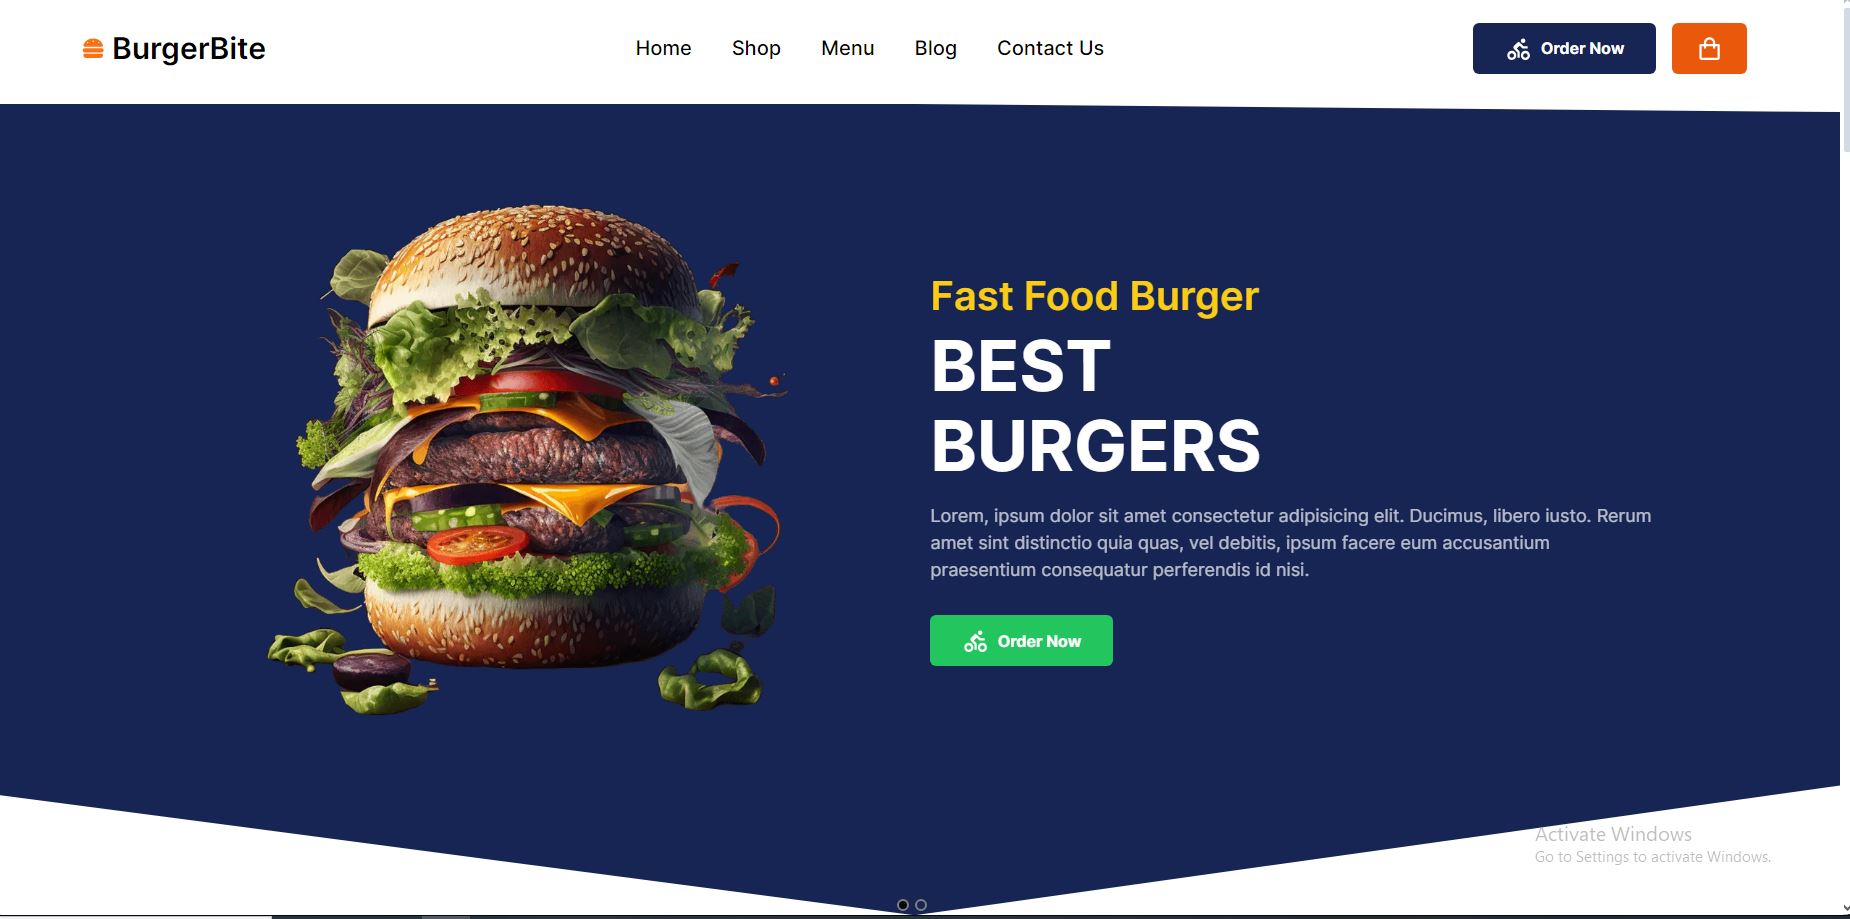 BurgerBite
Home
Shop
Menu
Blog
Contact Us
Order Now
Fast Food Burger
BEST
BURGERS
Lorem, ipsum dolor sit amet consectetur adipisicing elit. Ducimus, libero iusto. Rerum
amet sint distinctio quia quas, vel debitis, ipsum facere eum accusantium
praesentium consequatur perferendis id nisi.
Order Now
Activate Windows
Go to Settings to activate Windows.